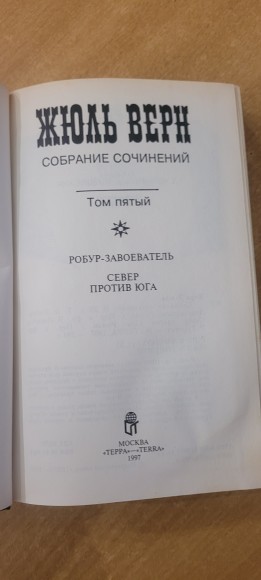 ЖЮЛЬ ВЕРН
СОБРАНИЕ СОЧИНЕНИЙ
Том пятый
РОБУР-ЗАВОЕВАТЕЛЬ
СЕВЕР
ПРОТИВ ЮГА
МОСКВА
«ТЕРРА»—«TERRA»
1997